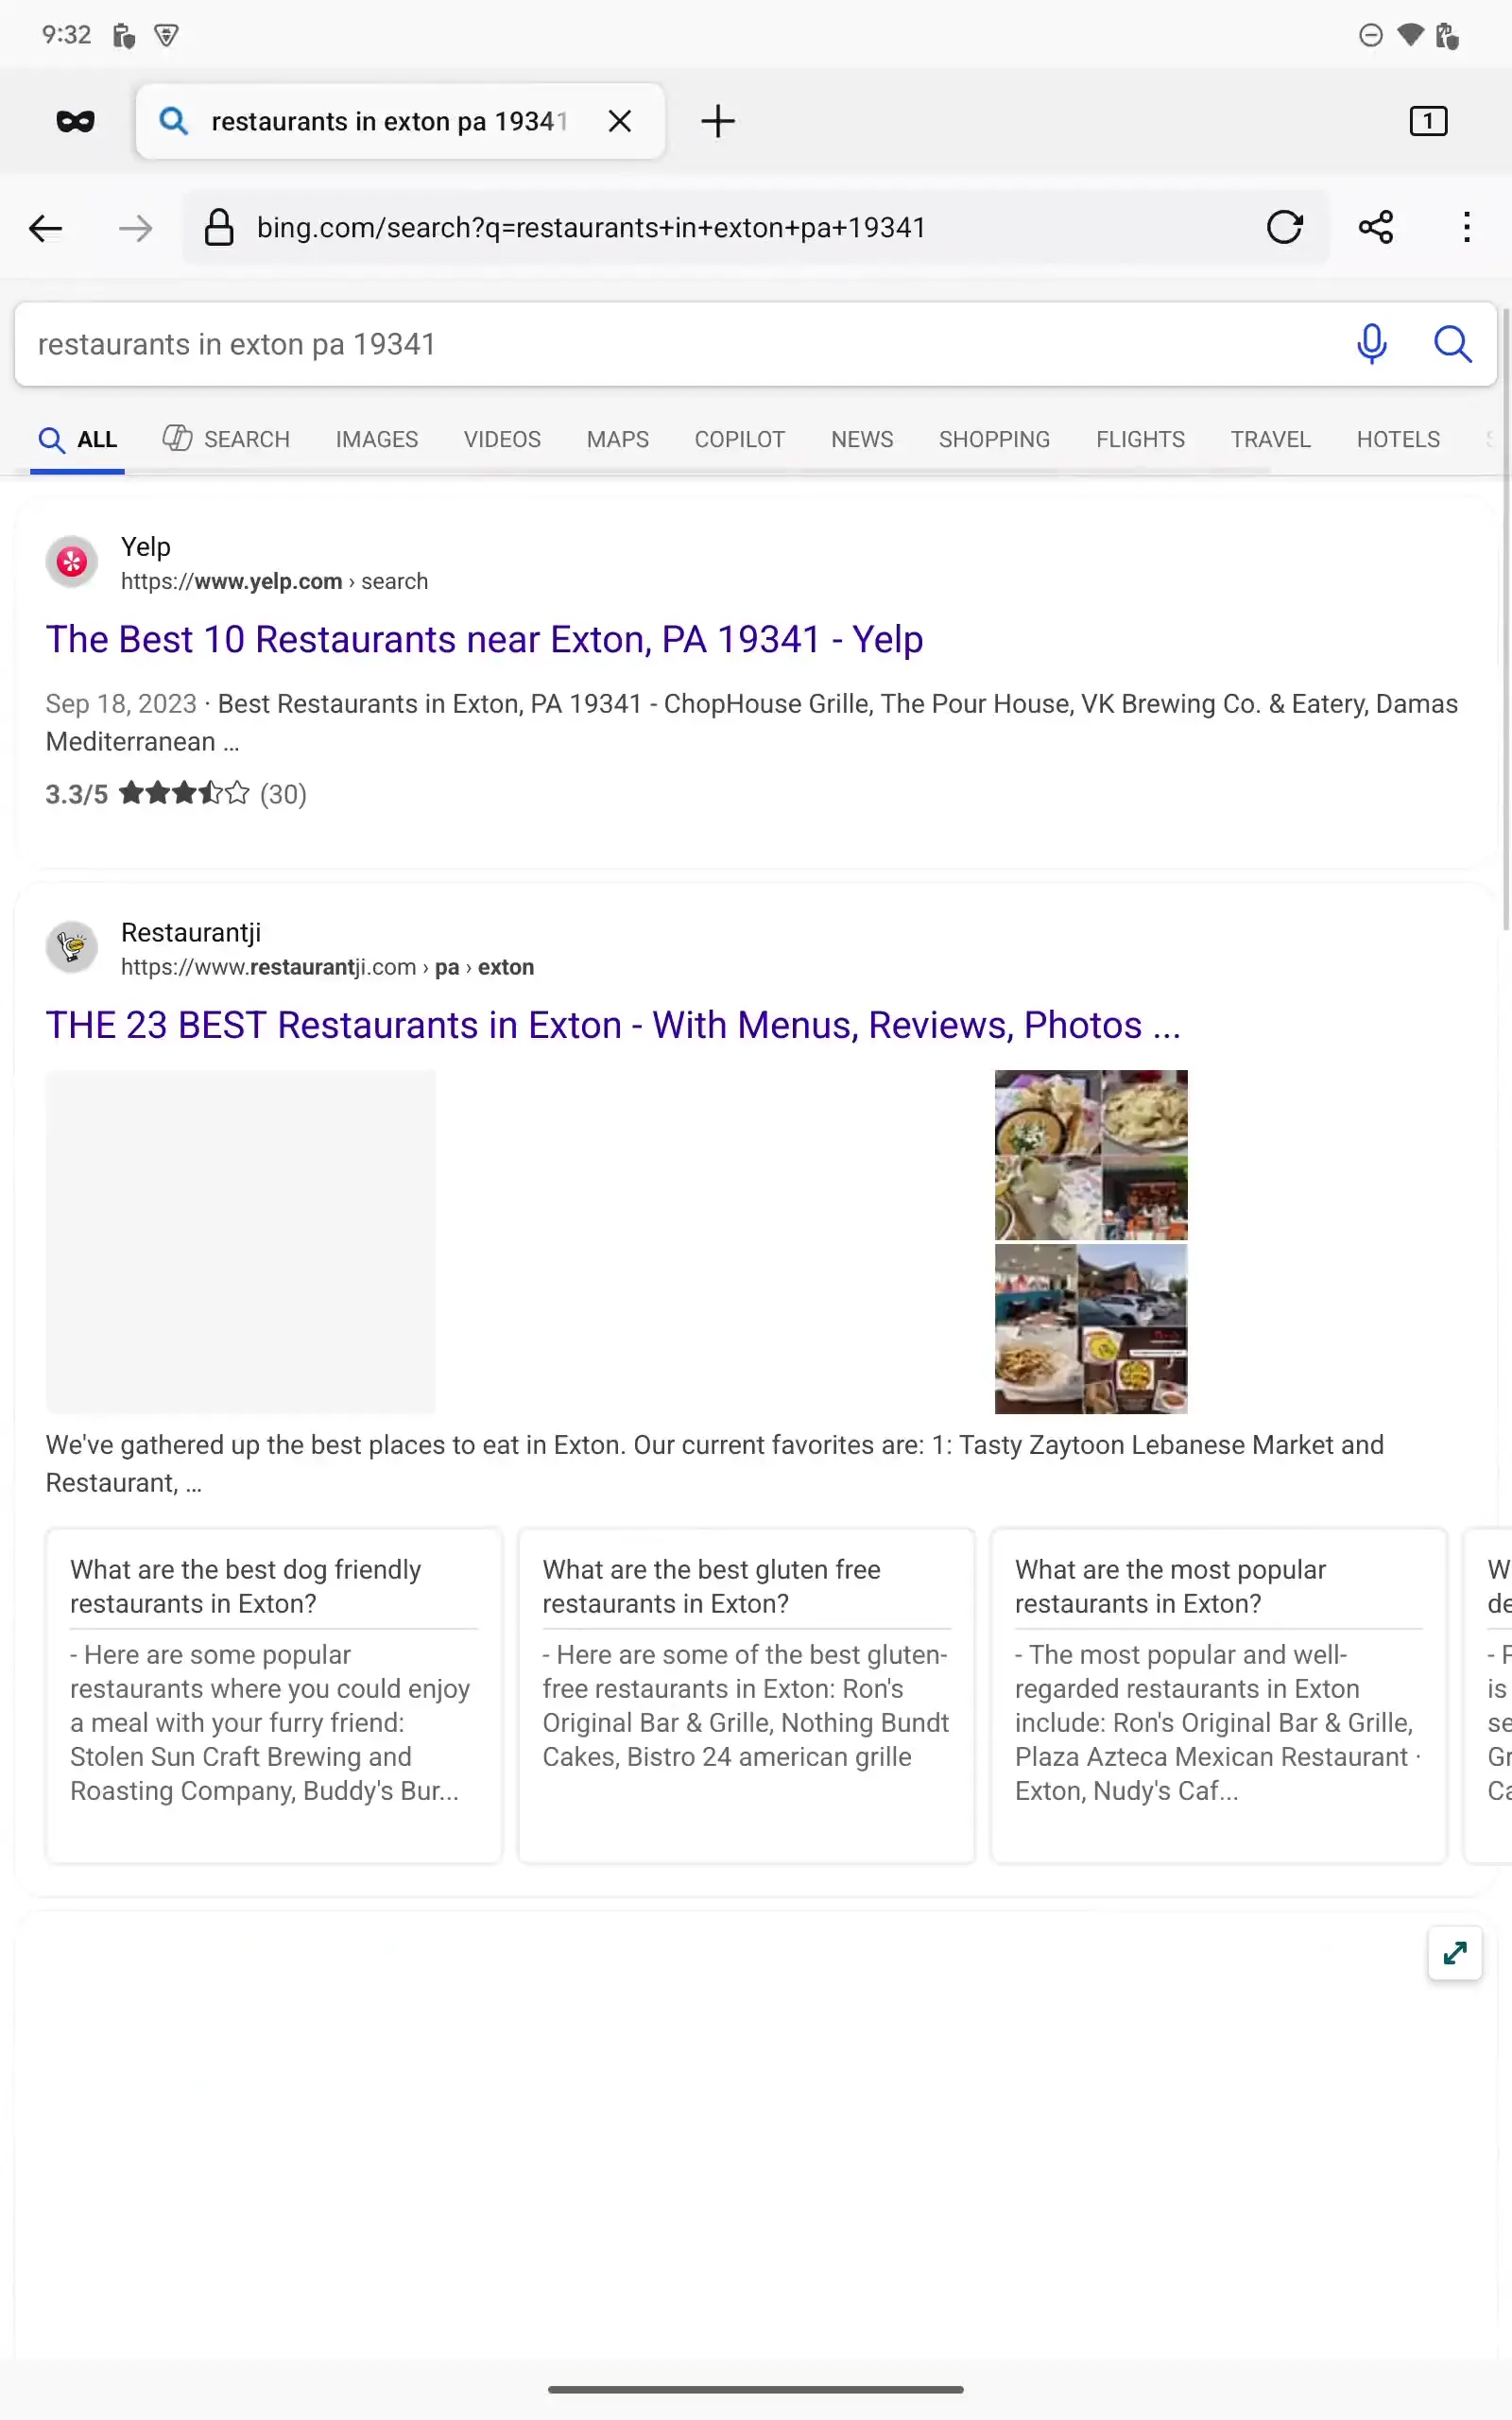 9:32
restaurants in exton pa 19341
1
bing.com/search?q=restaurants+in+exton+pa+19341
restaurants in exton pa 19341
ALL SEARCH IMAGES VIDEOS MAPS COPILOT NEWS SHOPPING FLIGHTS TRAVEL HOTELS
Yelp
https://www.yelp.com › search
The Best 10 Restaurants near Exton, PA 19341 - Yelp
Sep 18, 2023 · Best Restaurants in Exton, PA 19341 - ChopHouse Grille, The Pour House, VK Brewing Co. & Eatery, Damas
Mediterranean ...
3.3/5 (30)
Restaurantji
https://www.restaurantji.com › pa › exton
THE 23 BEST Restaurants in Exton - With Menus, Reviews, Photos ...
We've gathered up the best places to eat in Exton. Our current favorites are: 1: Tasty Zaytoon Lebanese Market and
Restaurant, ...
What are the best dog friendly
restaurants in Exton?
- Here are some popular
restaurants where you could enjoy
a meal with your furry friend:
Stolen Sun Craft Brewing and
Roasting Company, Buddy's Bur...
What are the best gluten free
restaurants in Exton?
- Here are some of the best gluten-
free restaurants in Exton: Ron's
Original Bar & Grille, Nothing Bundt
Cakes, Bistro 24 american grille
What are the most popular
restaurants in Exton?
- The most popular and well-
regarded restaurants in Exton
include: Ron's Original Bar & Grille,
Plaza Azteca Mexican Restaurant ·
Exton, Nudy's Caf...